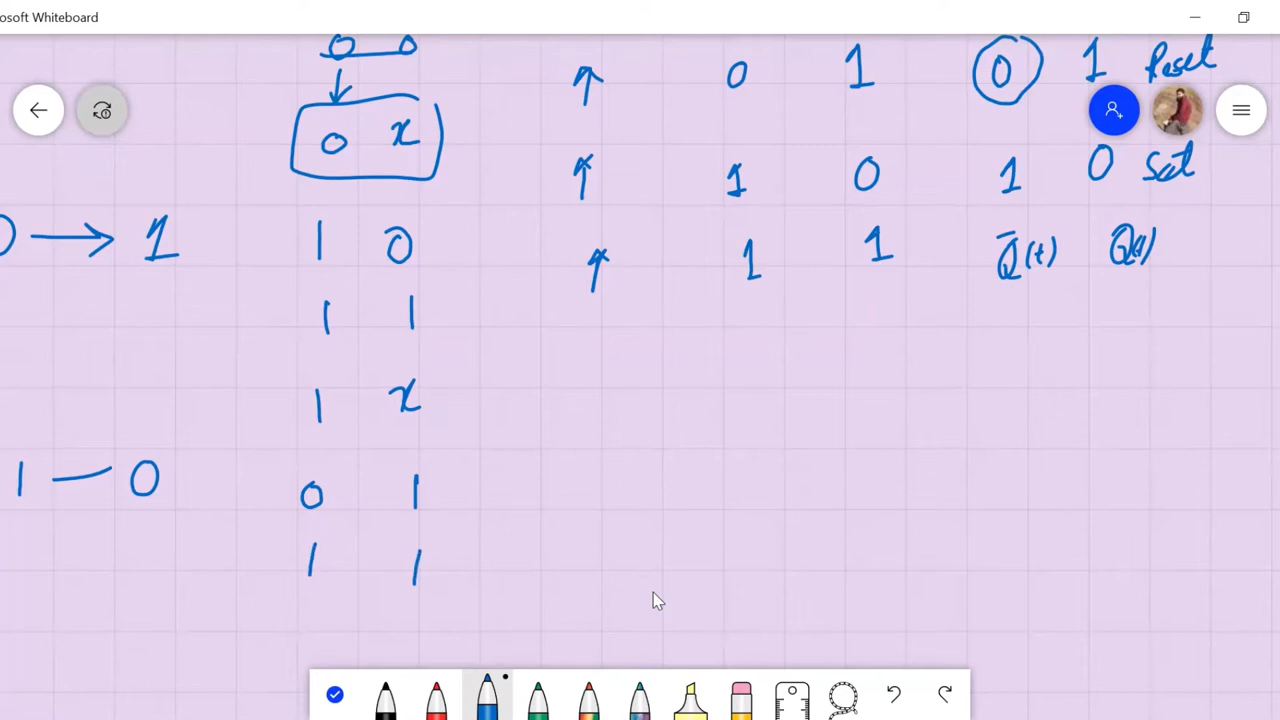 osoft Whiteboard
0 0
↑ 0 1 0 1 Reset
0 x
↑ 1 0 1 0 Set
0 → 1 1 0
↑ 1 1 Q̅(t) Q(t)
1 1
1 x
1 — 0 0 1
1 1